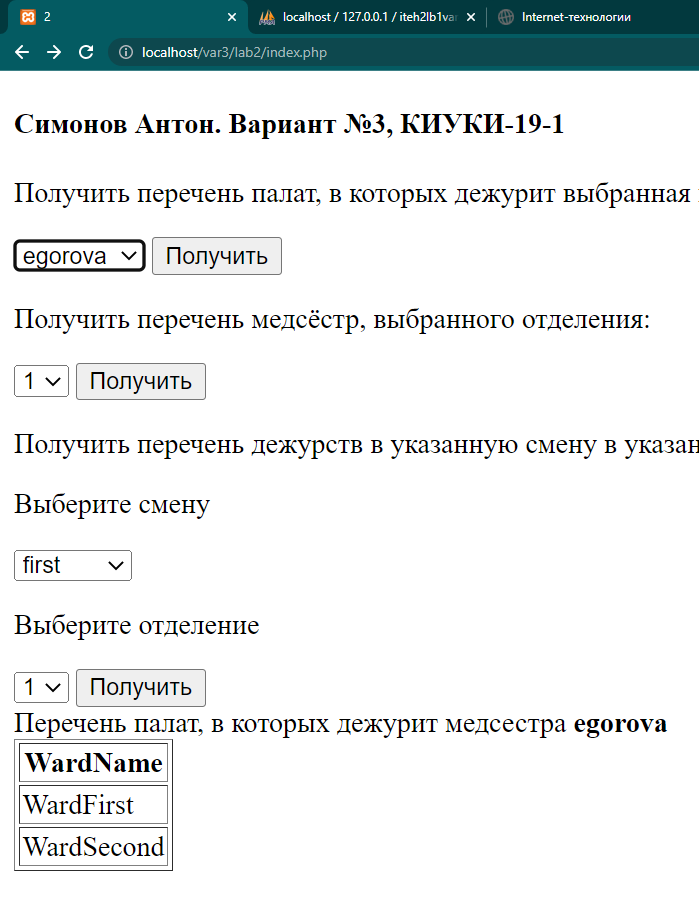 2
localhost / 127.0.0.1 / iteh2lb1var
Internet-технологии
localhost/var3/lab2/index.php
Симонов Антон. Вариант №3, КИУКИ-19-1
Получить перечень палат, в которых дежурит выбранная
egorova Получить
Получить перечень медсёстр, выбранного отделения:
1 Получить
Получить перечень дежурств в указанную смену в указан
Выберите смену
first
Выберите отделение
1 Получить
Перечень палат, в которых дежурит медсестра egorova
WardName
WardFirst
WardSecond